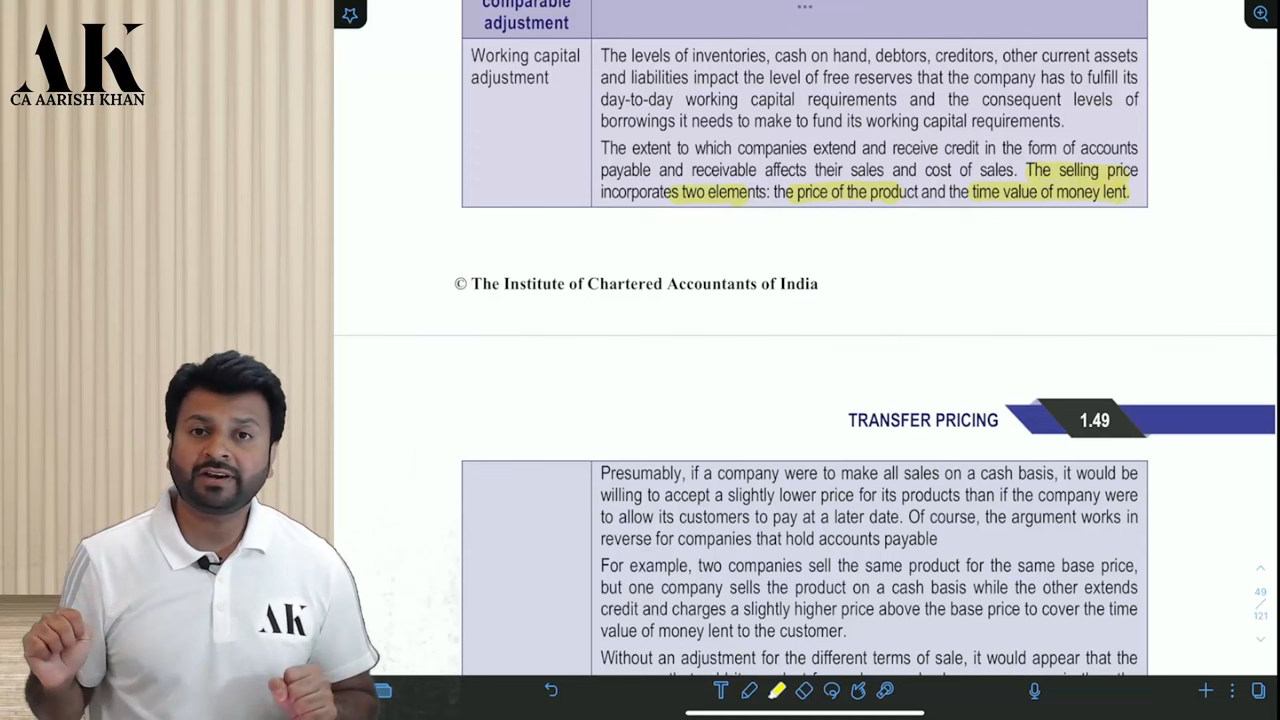 AK
CA AARISH KHAN
AK
comparable
adjustment
Working capital
adjustment
The levels of inventories, cash on hand, debtors, creditors, other current assets
and liabilities impact the level of free reserves that the company has to fulfill its
day-to-day working capital requirements and the consequent levels of
borrowings it needs to make to fund its working capital requirements.
The extent to which companies extend and receive credit in the form of accounts
payable and receivable affects their sales and cost of sales. The selling price
incorporates two elements: the price of the product and the time value of money lent.
© The Institute of Chartered Accountants of India
TRANSFER PRICING 1.49
Presumably, if a company were to make all sales on a cash basis, it would be
willing to accept a slightly lower price for its products than if the company were
to allow its customers to pay at a later date. Of course, the argument works in
reverse for companies that hold accounts payable
For example, two companies sell the same product for the same base price,
but one company sells the product on a cash basis while the other extends
credit and charges a slightly higher price above the base price to cover the time
value of money lent to the customer.
Without an adjustment for the different terms of sale, it would appear that the
49
/
121